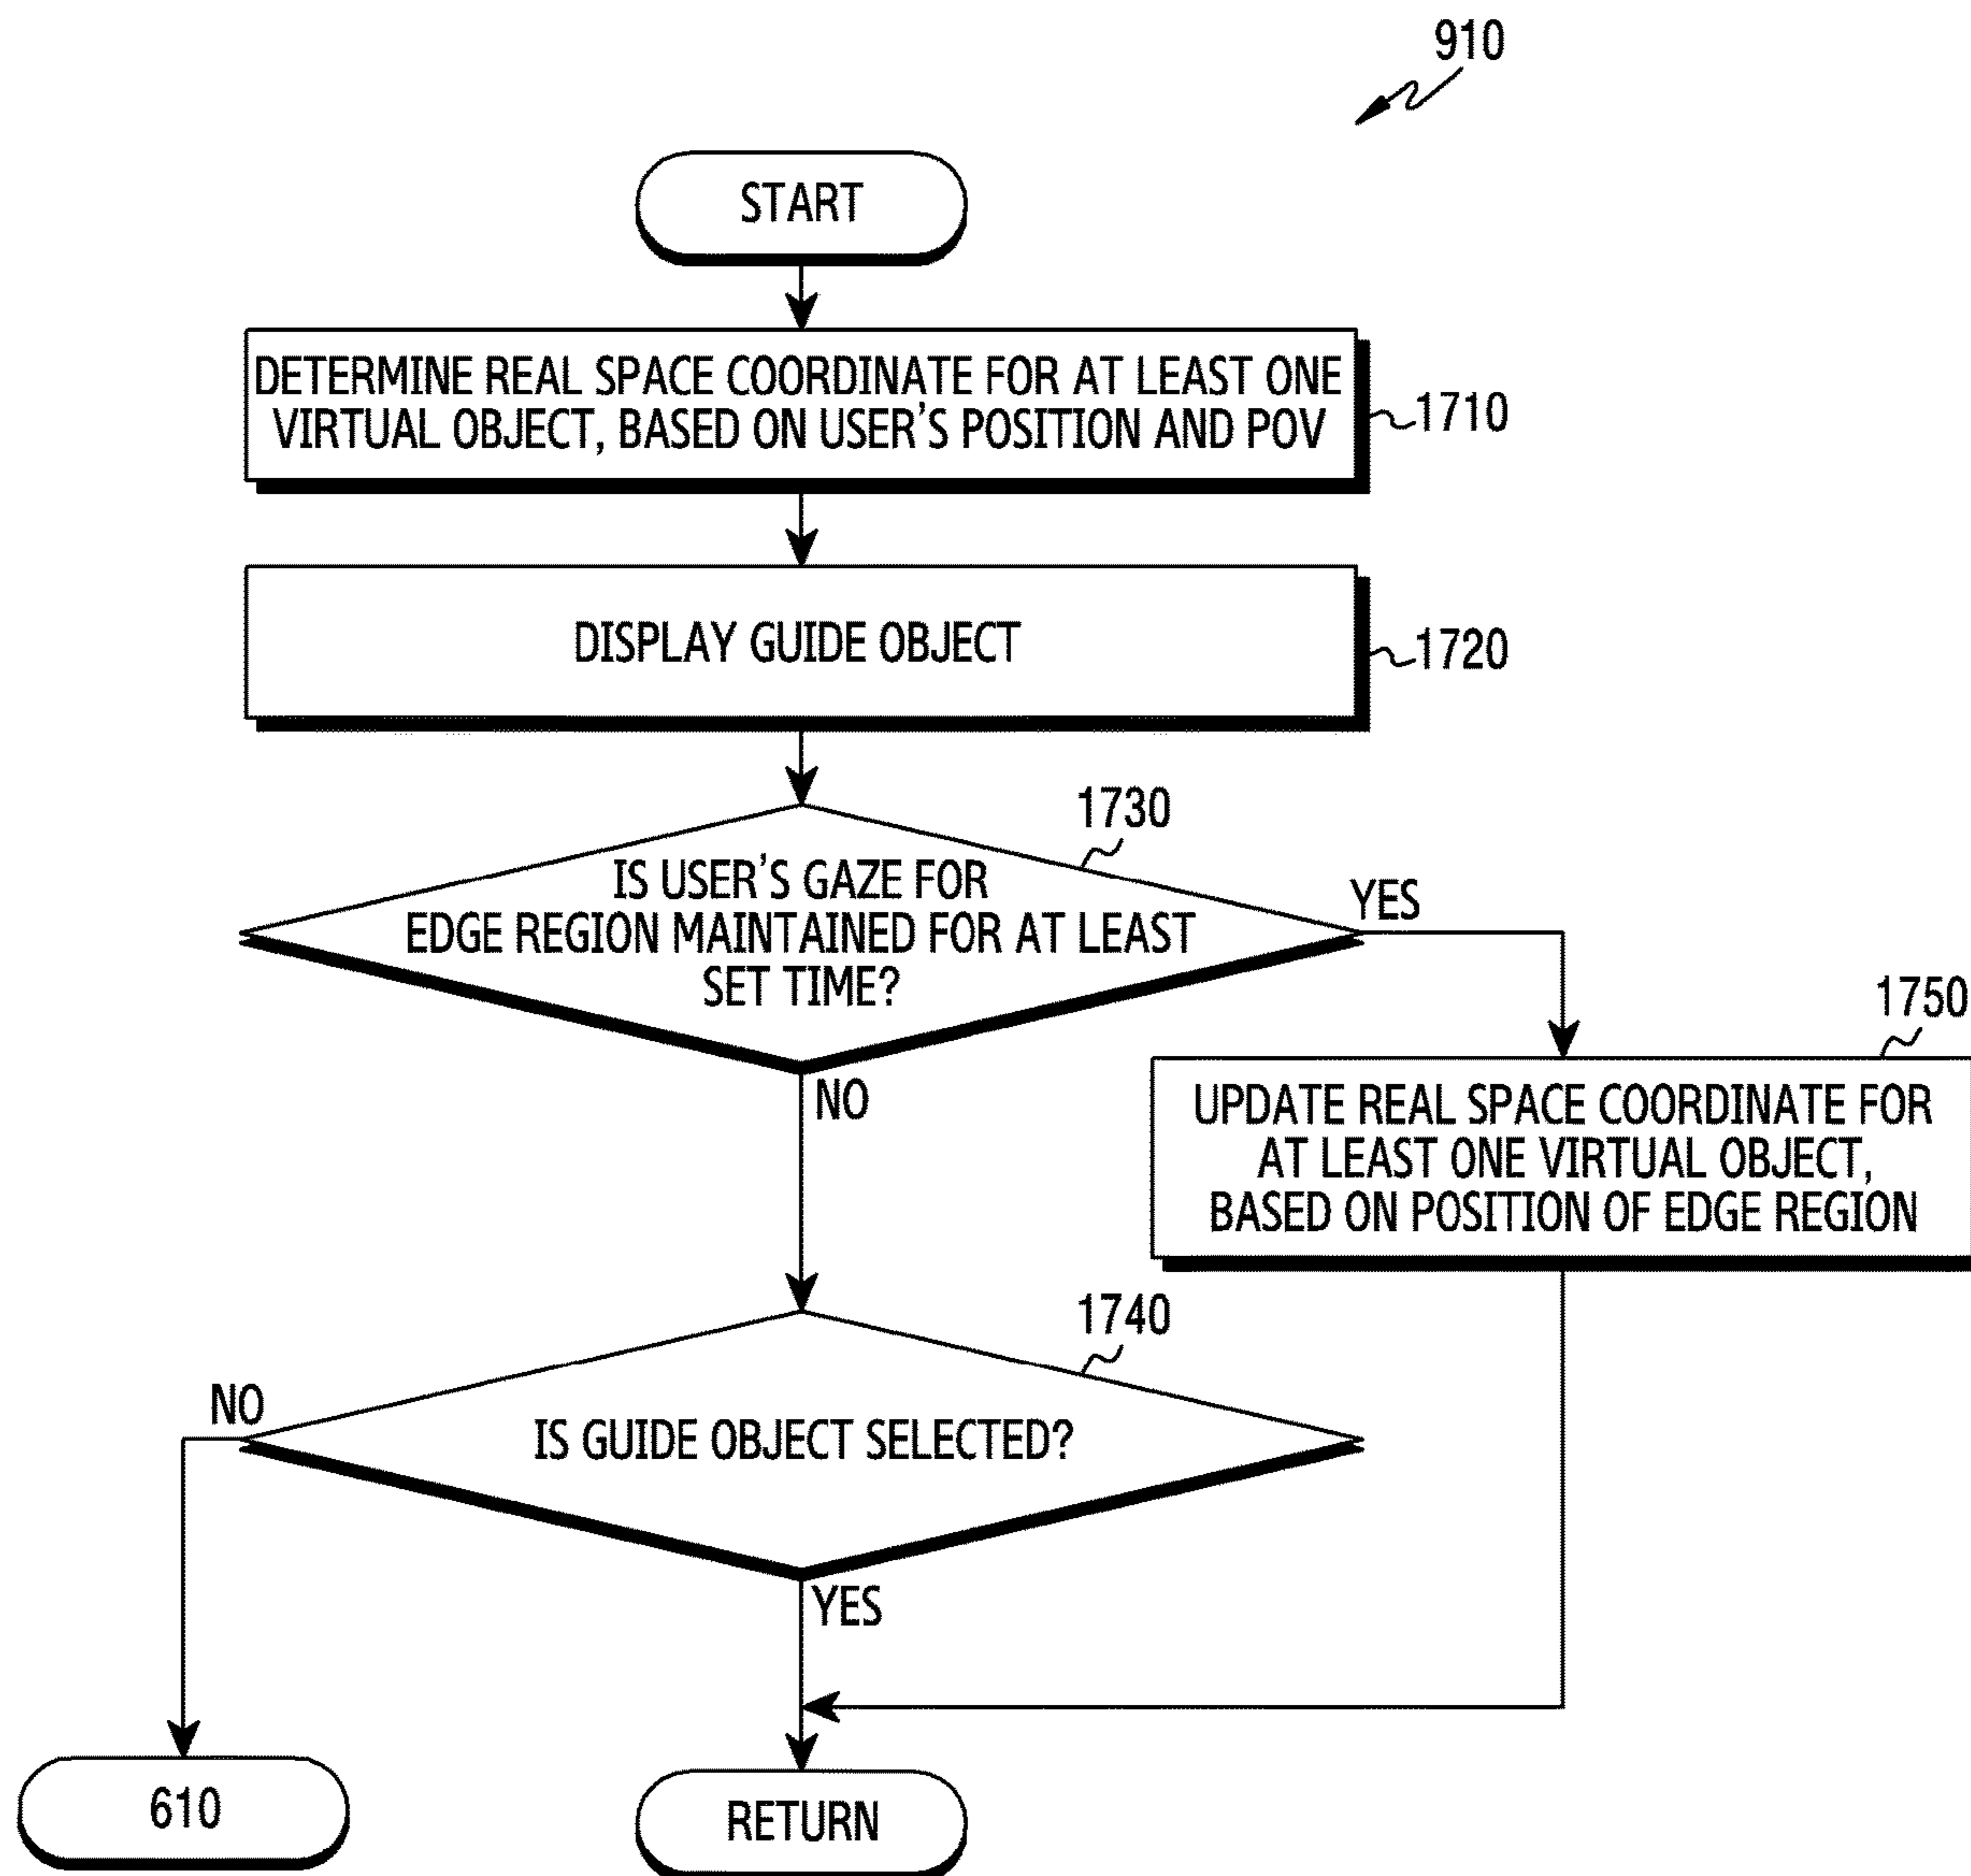 910
START
DETERMINE REAL SPACE COORDINATE FOR AT LEAST ONE
VIRTUAL OBJECT, BASED ON USER'S POSITION AND POV
1710
DISPLAY GUIDE OBJECT
1720
1730
IS USER'S GAZE FOR
EDGE REGION MAINTAINED FOR AT LEAST
SET TIME?
YES
NO
1750
UPDATE REAL SPACE COORDINATE FOR
AT LEAST ONE VIRTUAL OBJECT,
BASED ON POSITION OF EDGE REGION
1740
NO
IS GUIDE OBJECT SELECTED?
YES
610
RETURN